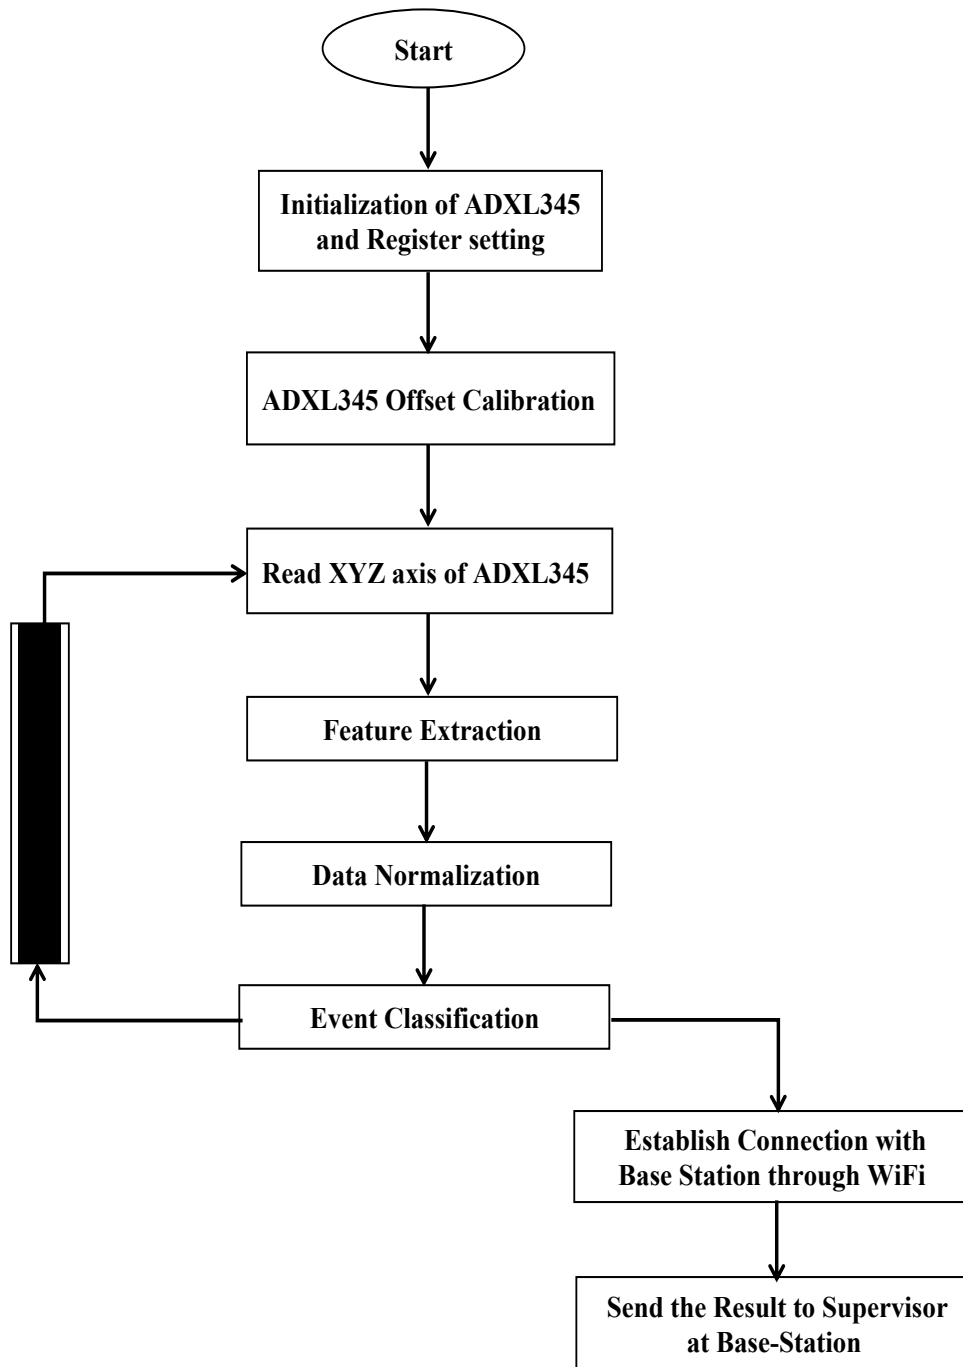 Start
Initialization of ADXL345
and Register setting
ADXL345 Offset Calibration
Read XYZ axis of ADXL345
Feature Extraction
Data Normalization
Event Classification
Establish Connection with
Base Station through WiFi
Send the Result to Supervisor
at Base-Station